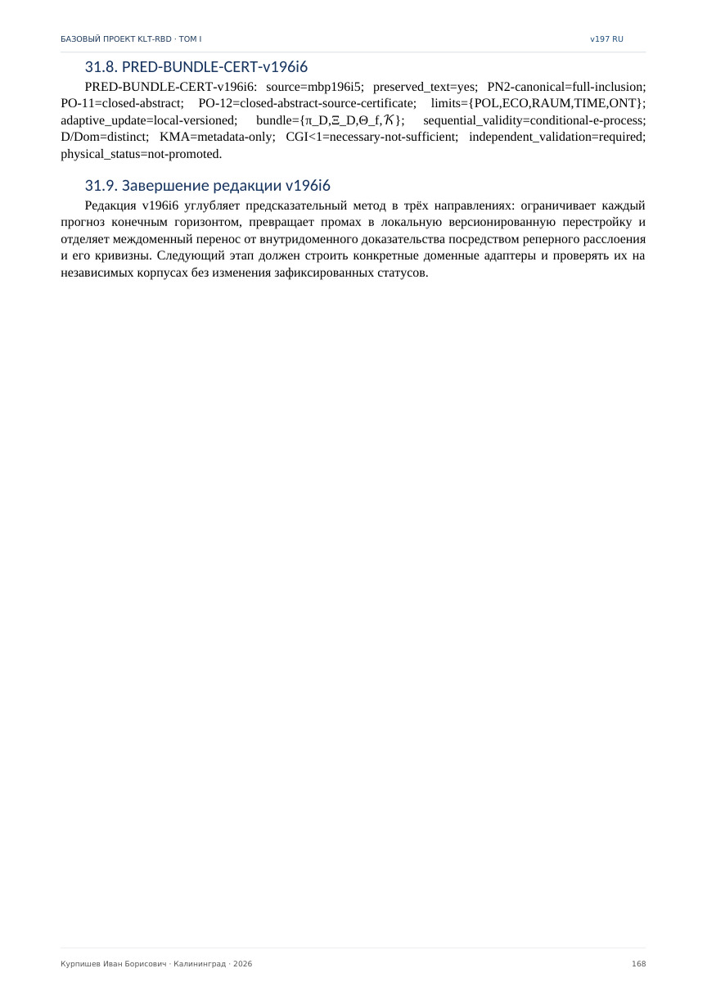 БАЗОВЫЙ ПРОЕКТ KLT-RBD · ТОМ I
v197 RU
31.8. PRED-BUNDLE-CERT-v196i6
PRED-BUNDLE-CERT-v196i6: source=mbp196i5; preserved_text=yes; PN2-canonical=full-inclusion;
PO-11=closed-abstract; PO-12=closed-abstract-source-certificate; limits={POL,ECO,RAUM,TIME,ONT};
adaptive_update=local-versioned; bundle={π_D,Ξ_D,Θ_f,𝒦}; sequential_validity=conditional-e-process;
D/Dom=distinct; KMA=metadata-only; CGI<1=necessary-not-sufficient; independent_validation=required;
physical_status=not-promoted.
31.9. Завершение редакции v196i6
Редакция v196i6 углубляет предсказательный метод в трёх направлениях: ограничивает каждый
прогноз конечным горизонтом, превращает промах в локальную версионированную перестройку и
отделяет междоменный перенос от внутридоменного доказательства посредством реперного расслоения
и его кривизны. Следующий этап должен строить конкретные доменные адаптеры и проверять их на
независимых корпусах без изменения зафиксированных статусов.
Курпишев Иван Борисович · Калининград · 2026
168